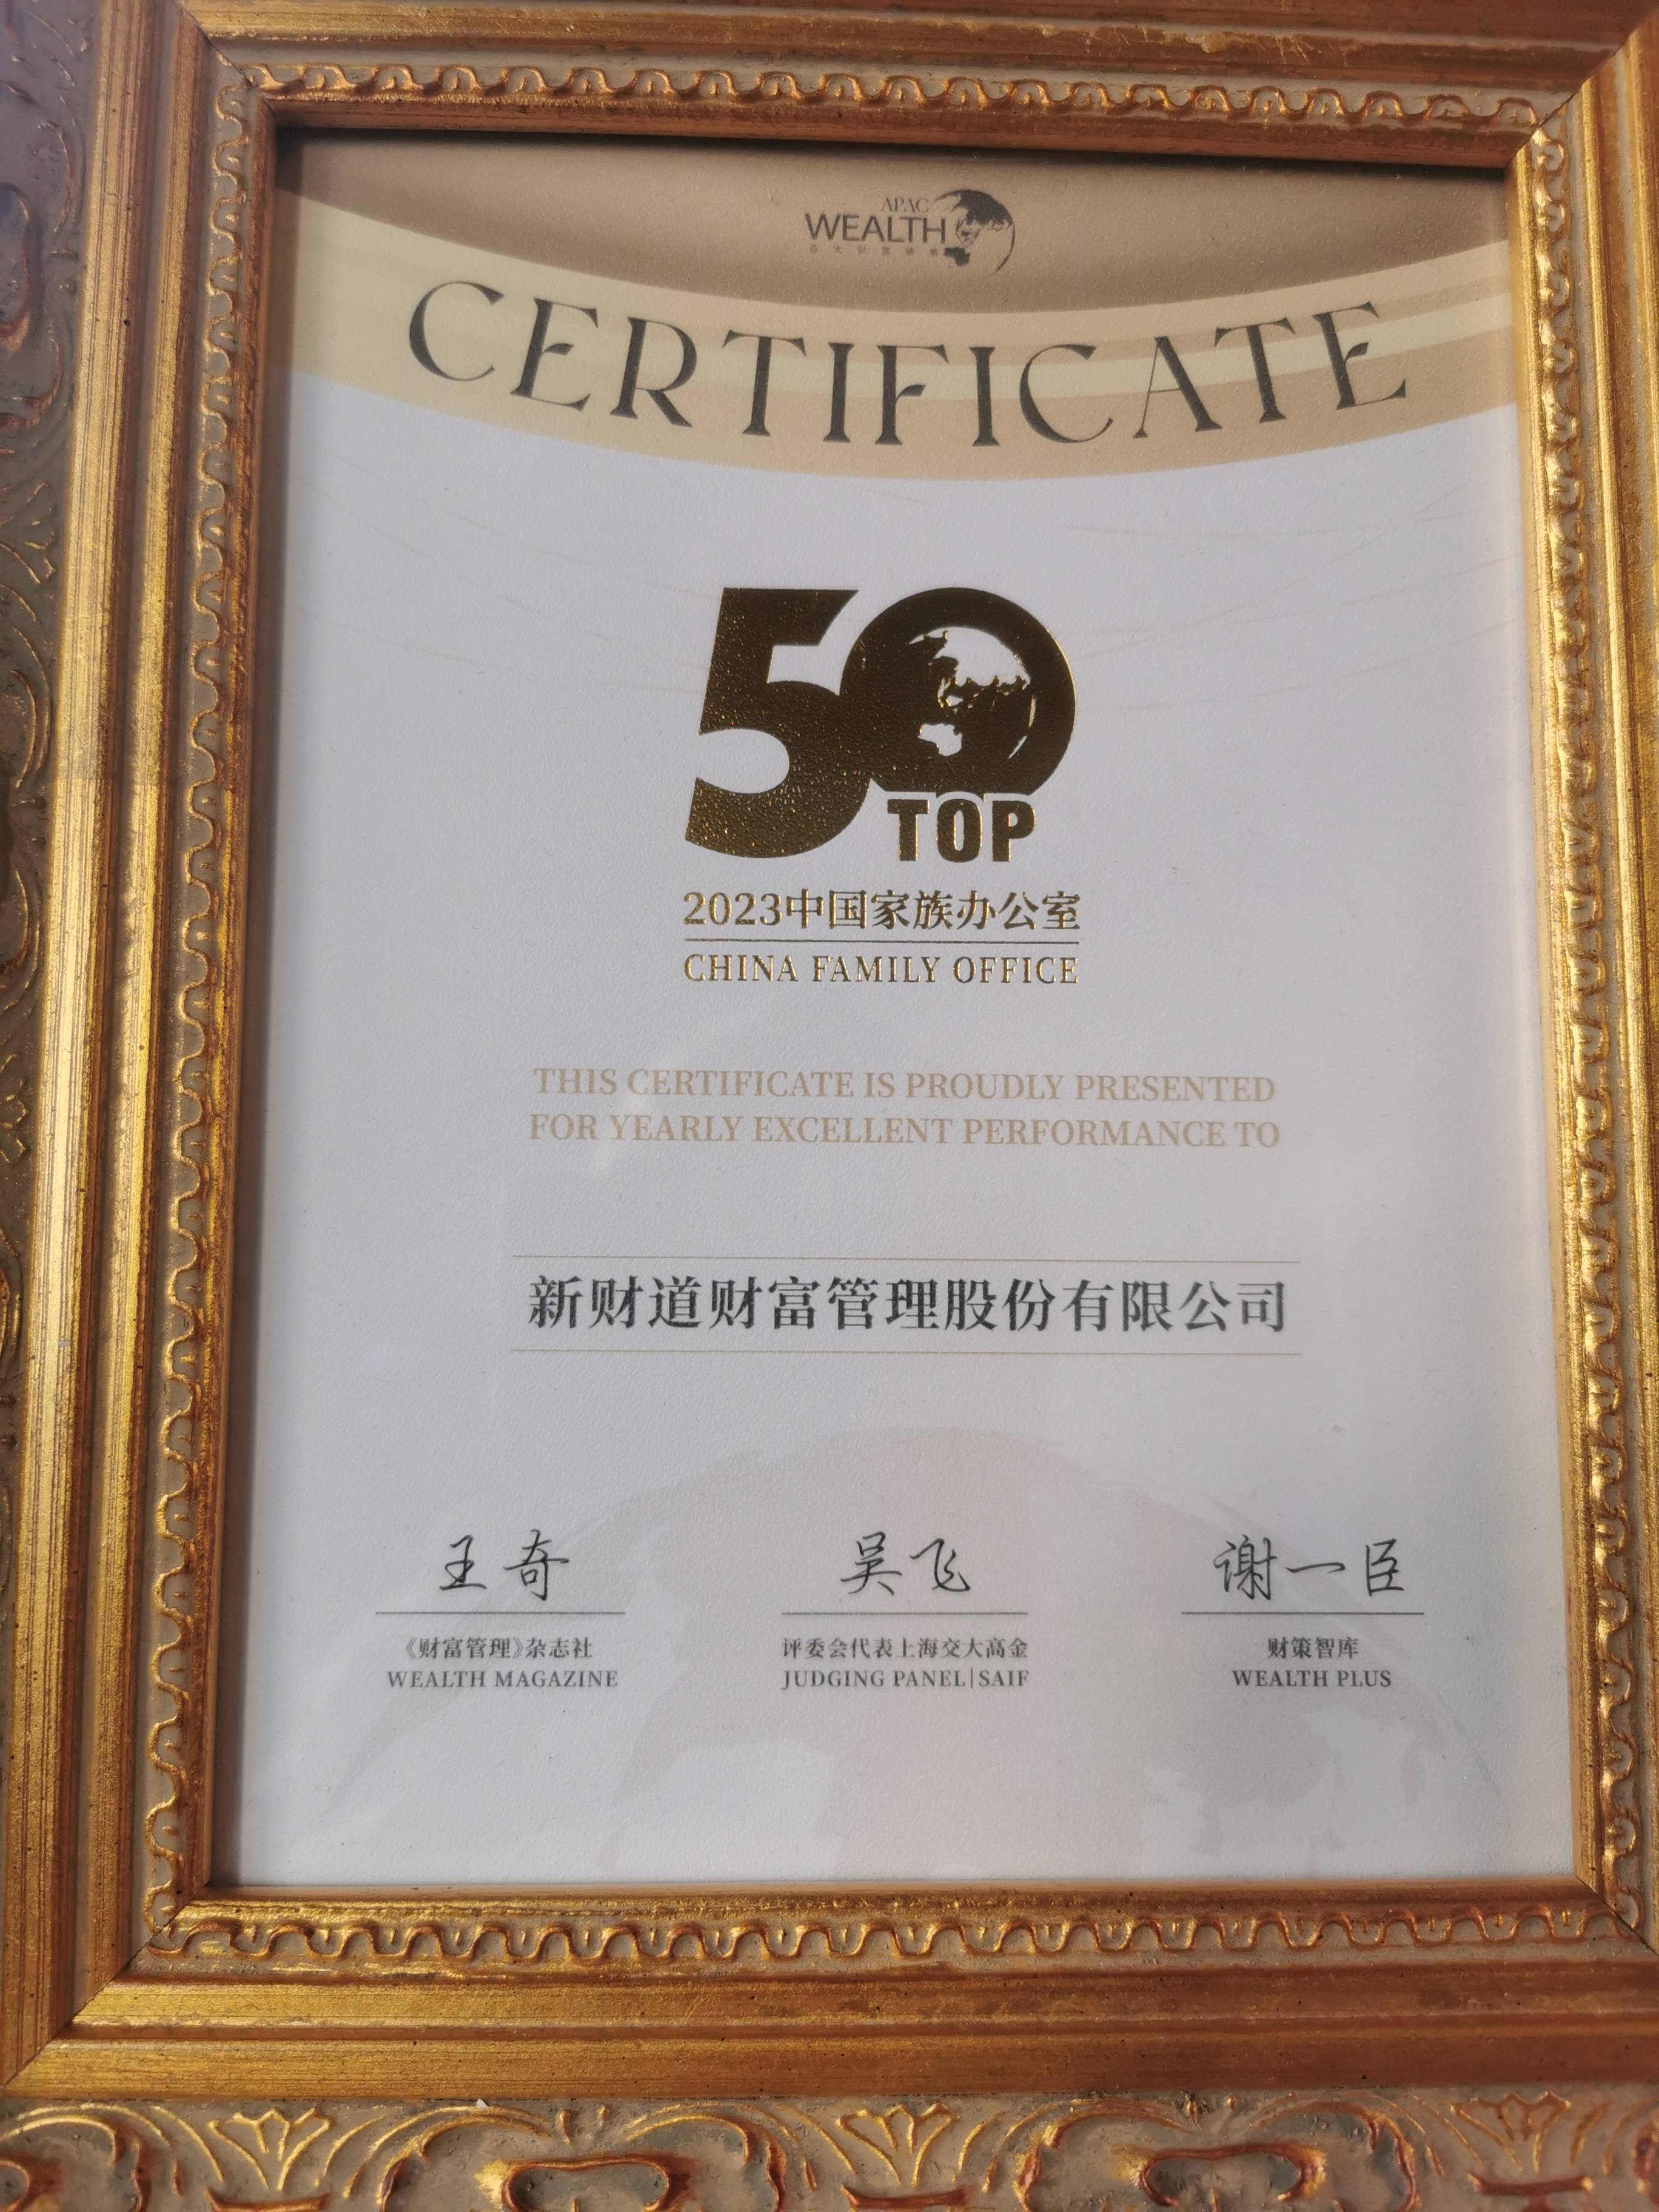 APAC
WEALTH
CERTIFICATE
50
TOP
2023中国家族办公室
CHINA FAMILY OFFICE
THIS CERTIFICATE IS PROUDLY PRESENTED
FOR YEARLY EXCELLENT PERFORMANCE TO
新财道财富管理股份有限公司
王奇 吴飞 谢一臣
《财富管理》杂志社 评委会代表上海交大高金 财策智库
WEALTH MAGAZINE JUDGING PANEL|SAIF WEALTH PLUS